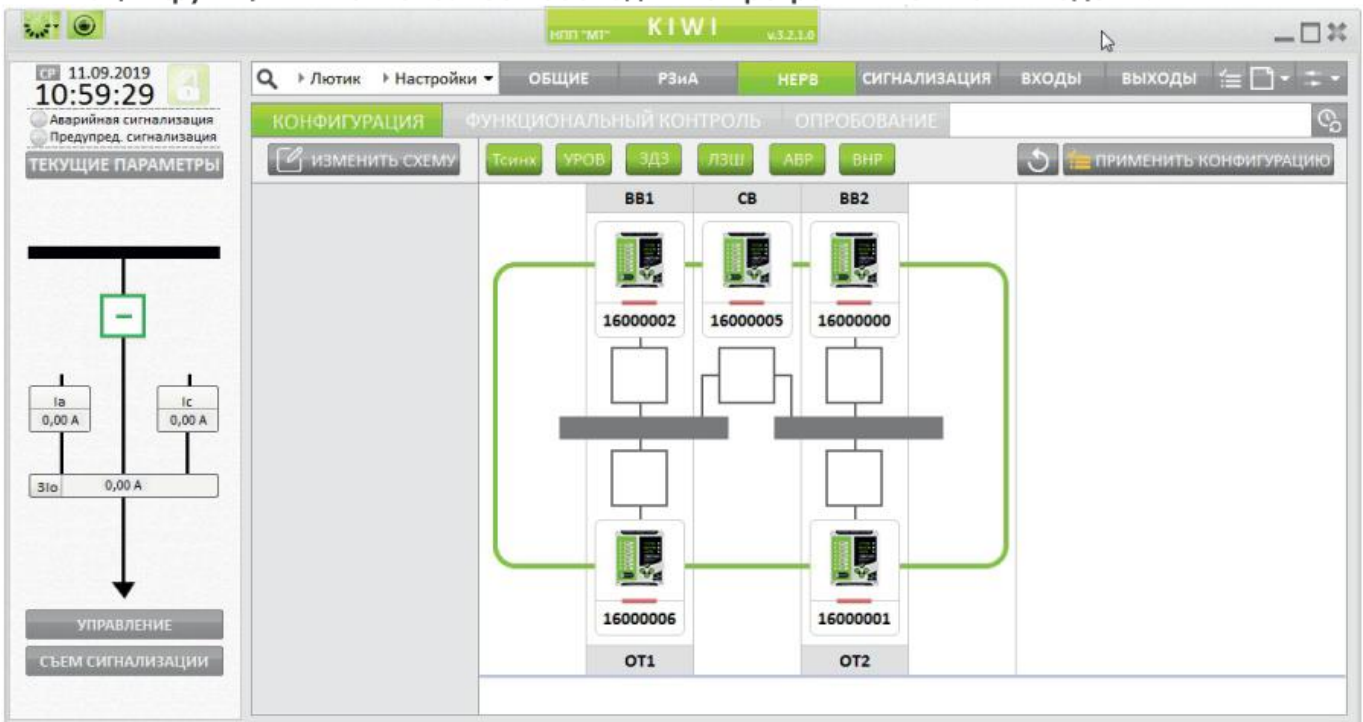 KIWI
НПП "МТ"
v.3.2.1.0
СР 11.09.2019
10:59:29
Аварийная сигнализация
Предупред. сигнализация
ТЕКУЩИЕ ПАРАМЕТРЫ
Лютик Настройки ОБЩИЕ РЗиА НЕРВ СИГНАЛИЗАЦИЯ ВХОДЫ ВЫХОДЫ
КОНФИГУРАЦИЯ ФУНКЦИОНАЛЬНЫЙ КОНТРОЛЬ ОПРОБОВАНИЕ
ИЗМЕНИТЬ СХЕМУ Тсинх УРОВ ЗДЗ ЛЗШ АВР ВНР ПРИМЕНИТЬ КОНФИГУРАЦИЮ
ВВ1 СВ ВВ2
16000002 16000005 16000000
Ia Ic
0,00 А 0,00 А
3Io 0,00 А
16000006 16000001
ОТ1 ОТ2
УПРАВЛЕНИЕ
СЪЕМ СИГНАЛИЗАЦИИ